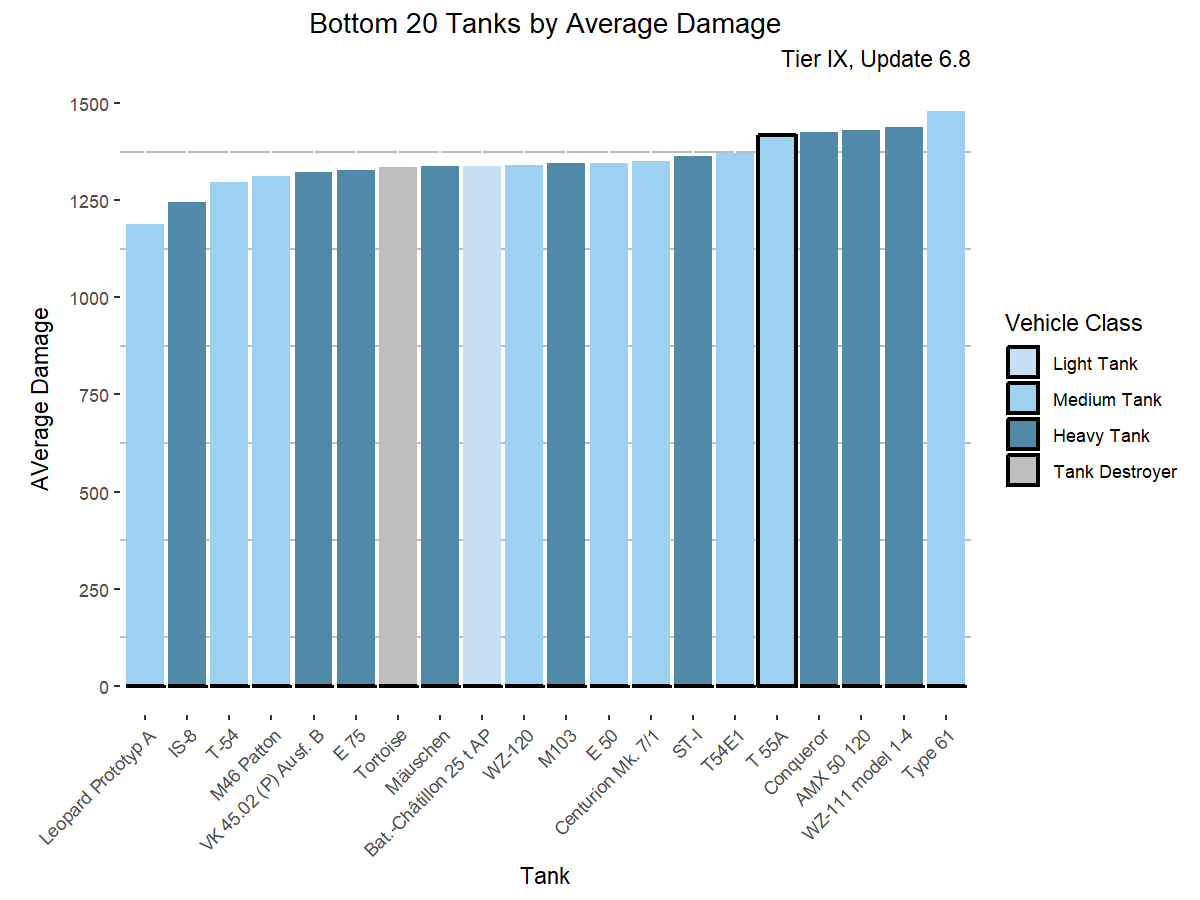 Bottom 20 Tanks by Average Damage
Tier IX, Update 6.8
1500
1250
1000
750
500
250
0
AVerage Damage
Leopard Prototyp A
IS-8
T-54
M46 Patton
VK 45.02 (P) Ausf. B
E 75
Tortoise
Mäuschen
Bat.-Châtillon 25 t AP
WZ-120
M103
E 50
Centurion Mk. 7/1
ST-I
T54E1
T 55A
Conqueror
AMX 50 120
WZ-111 model 1-4
Type 61
Tank
Vehicle Class
Light Tank
Medium Tank
Heavy Tank
Tank Destroyer